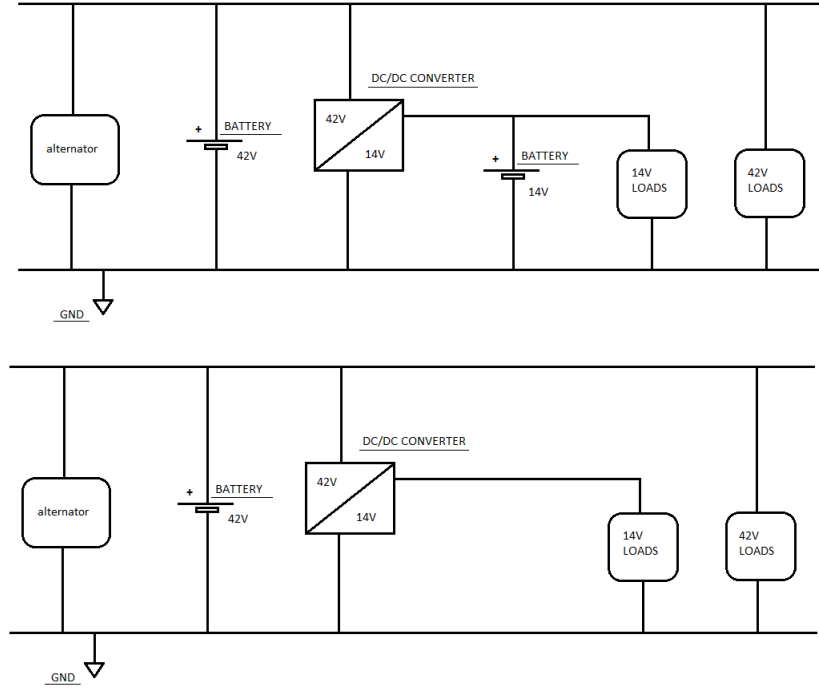 DC/DC CONVERTER
+ BATTERY
42V
alternator
42V
14V
+ BATTERY
14V
14V
LOADS
42V
LOADS
GND
DC/DC CONVERTER
+ BATTERY
42V
alternator
42V
14V
14V
LOADS
42V
LOADS
GND